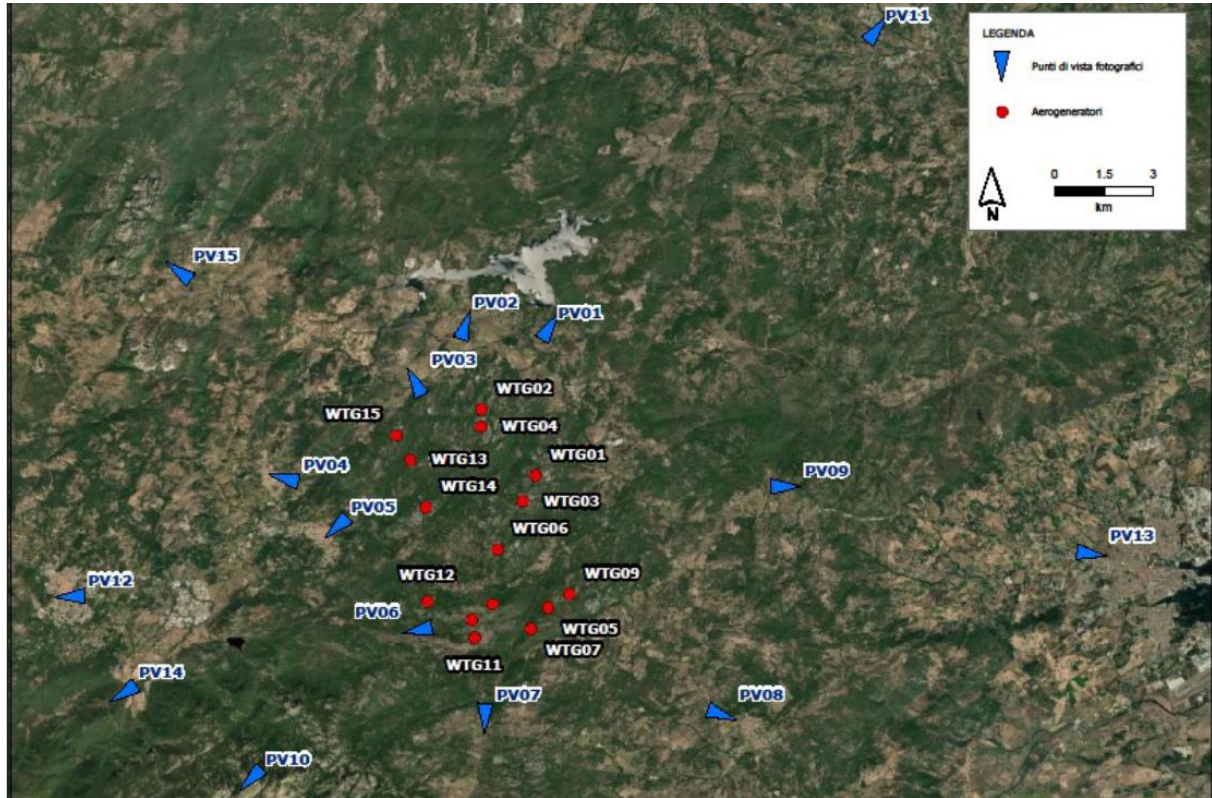 PV11
LEGENDA
Punti di vista fotografici
Aerogeneratori
0 1.5 3
km
N
PV15
PV02
PV01
PV03
WTG02
WTG15
WTG04
WTG13
WTG01
PV04
WTG14
PV09
WTG03
PV05
WTG06
PV13
WTG12
WTG09
PV12
PV06
WTG05
WTG07
WTG11
PV14
PV07
PV08
PV10